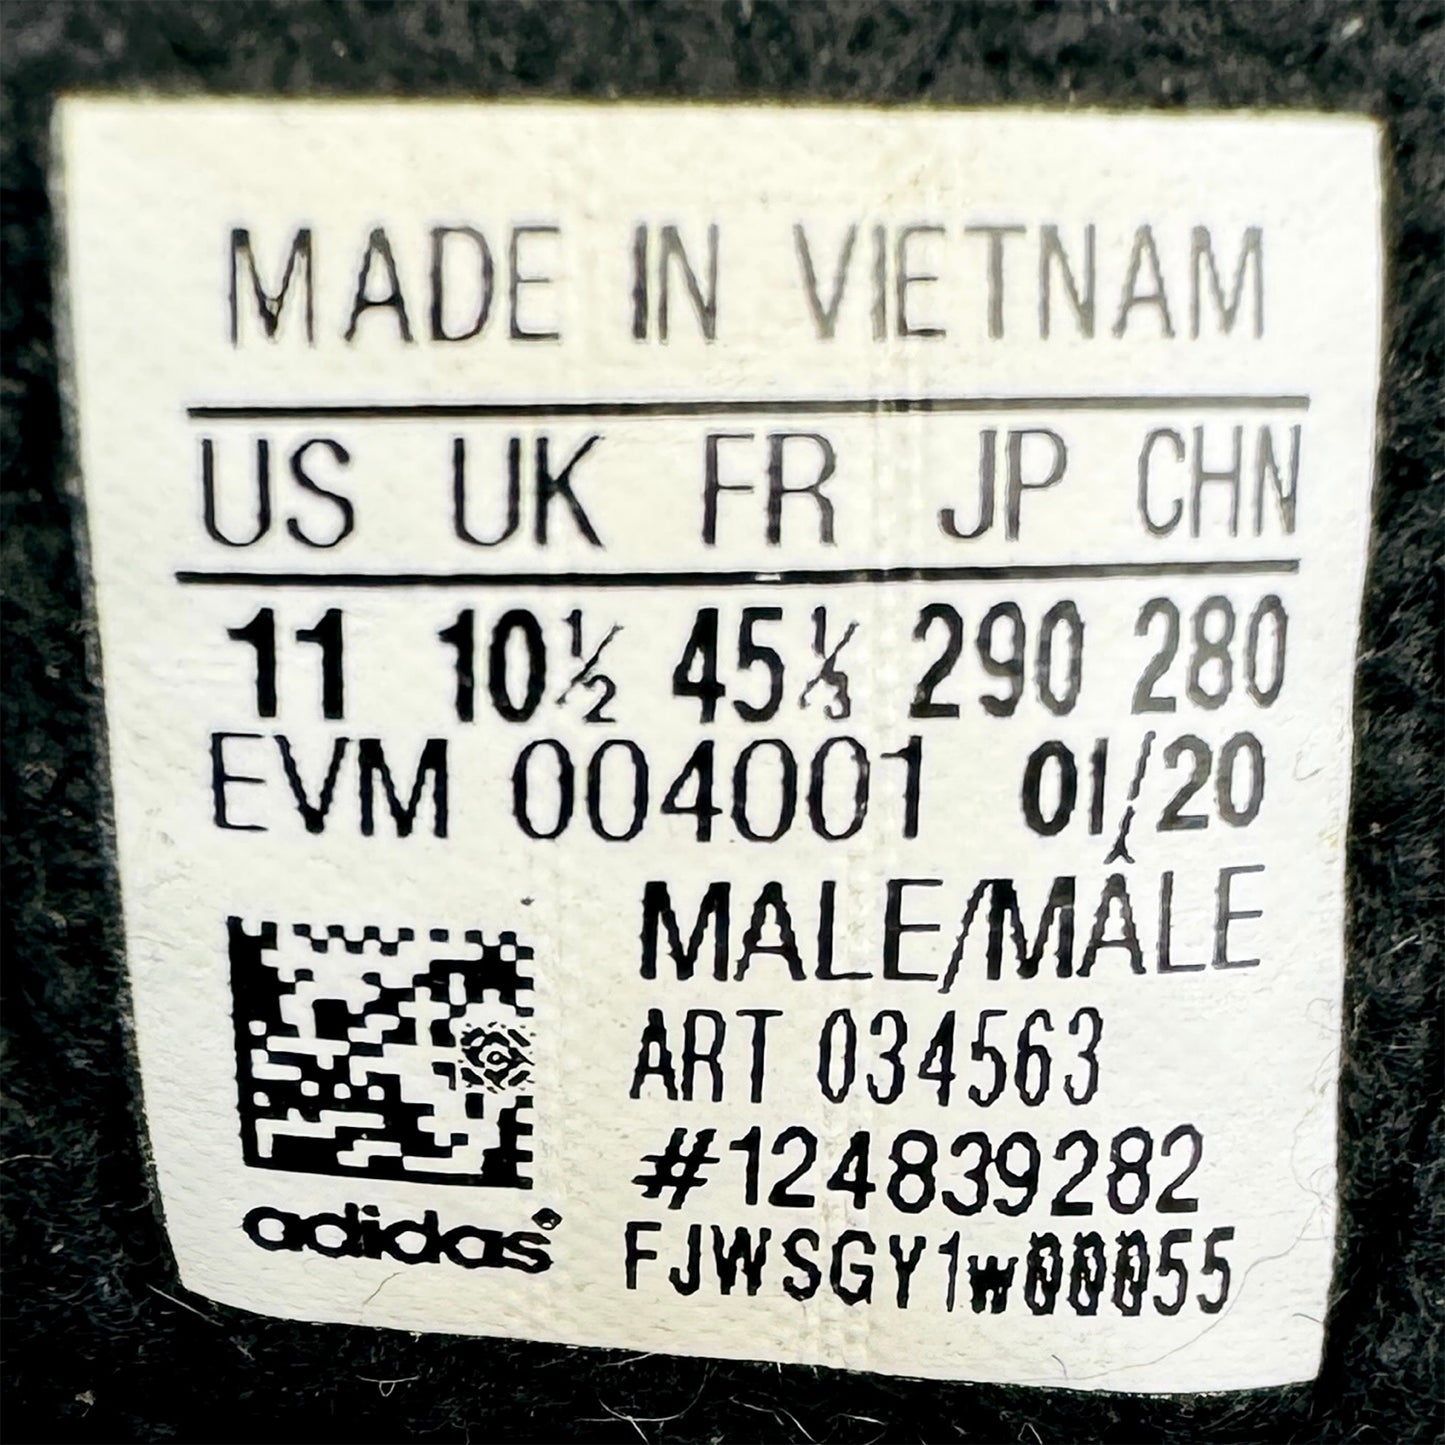 MADE IN VIETNAM
US UK FR JP CHN
11 10½ 45⅓ 290 280
EVM 004001 01/20
MALE/MÂLE
ART 034563
#124839282
FJWSGY1w00055
adidas®